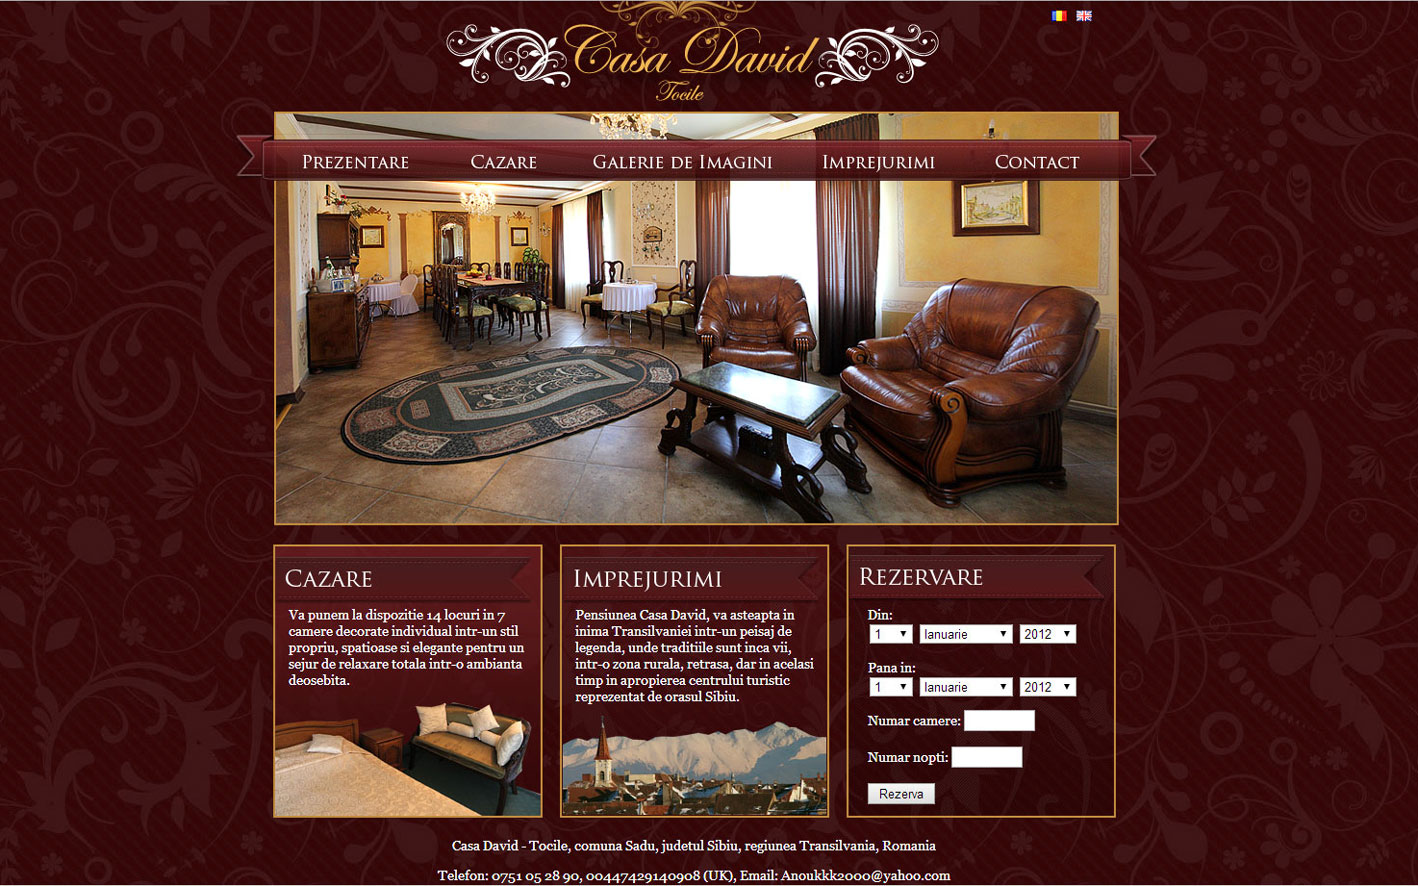 Casa David
Tocile
Prezentare Cazare Galerie de Imagini Imprejurimi Contact
Cazare
Va punem la dispozitie 14 locuri in 7
camere decorate individual intr-un stil
propriu, spatioase si elegante pentru un
sejur de relaxare totala intr-o ambianta
deosebita.
Imprejurimi
Pensiunea Casa David, va asteapta in
inima Transilvaniei intr-un peisaj de
legenda, unde traditiile sunt inca vii,
intr-o zona rurala, retrasa, dar in acelasi
timp in apropierea centrului turistic
reprezentat de orasul Sibiu.
Rezervare
Din:
1 Ianuarie 2012
Pana in:
1 Ianuarie 2012
Numar camere:
Numar nopti:
Rezerva
Casa David - Tocile, comuna Sadu, judetul Sibiu, regiunea Transilvania, Romania
Telefon: 0751 05 28 90, 00447429140908 (UK), Email: Anoukkk2000@yahoo.com